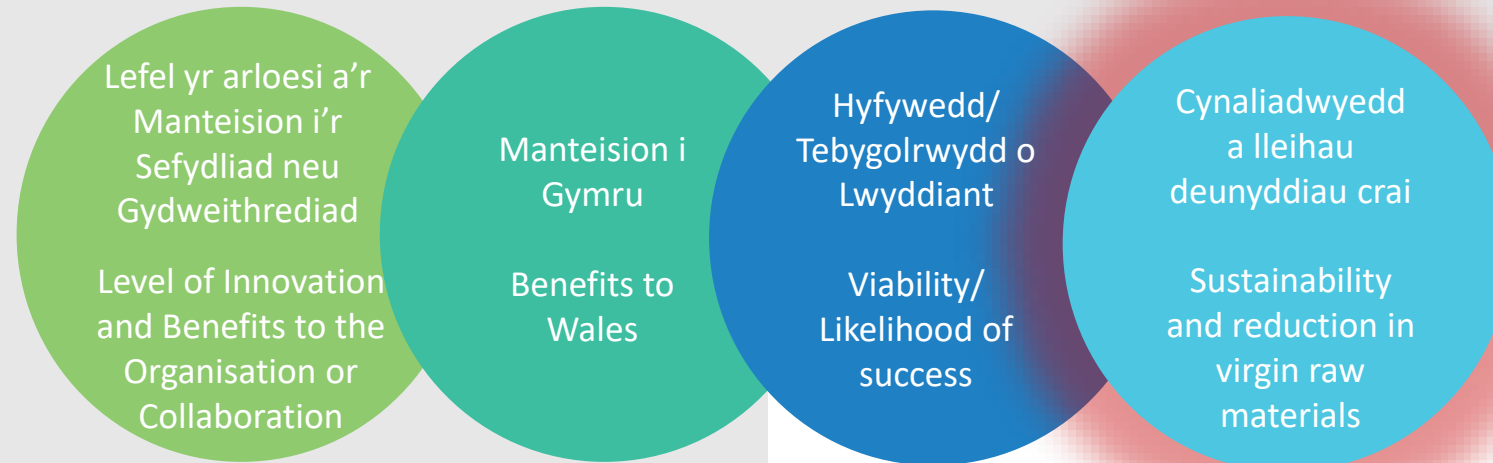 Lefel yr arloesi a’r
Manteision i’r
Sefydliad neu
Gydweithrediad
Level of Innovation
and Benefits to the
Organisation or
Collaboration
Manteision i
Gymru
Benefits to
Wales
Hyfywedd/
Tebygolrwydd o
Lwyddiant
Viability/
Likelihood of
success
Cynaliadwyedd
a lleihau
deunyddiau crai
Sustainability
and reduction in
virgin raw
materials